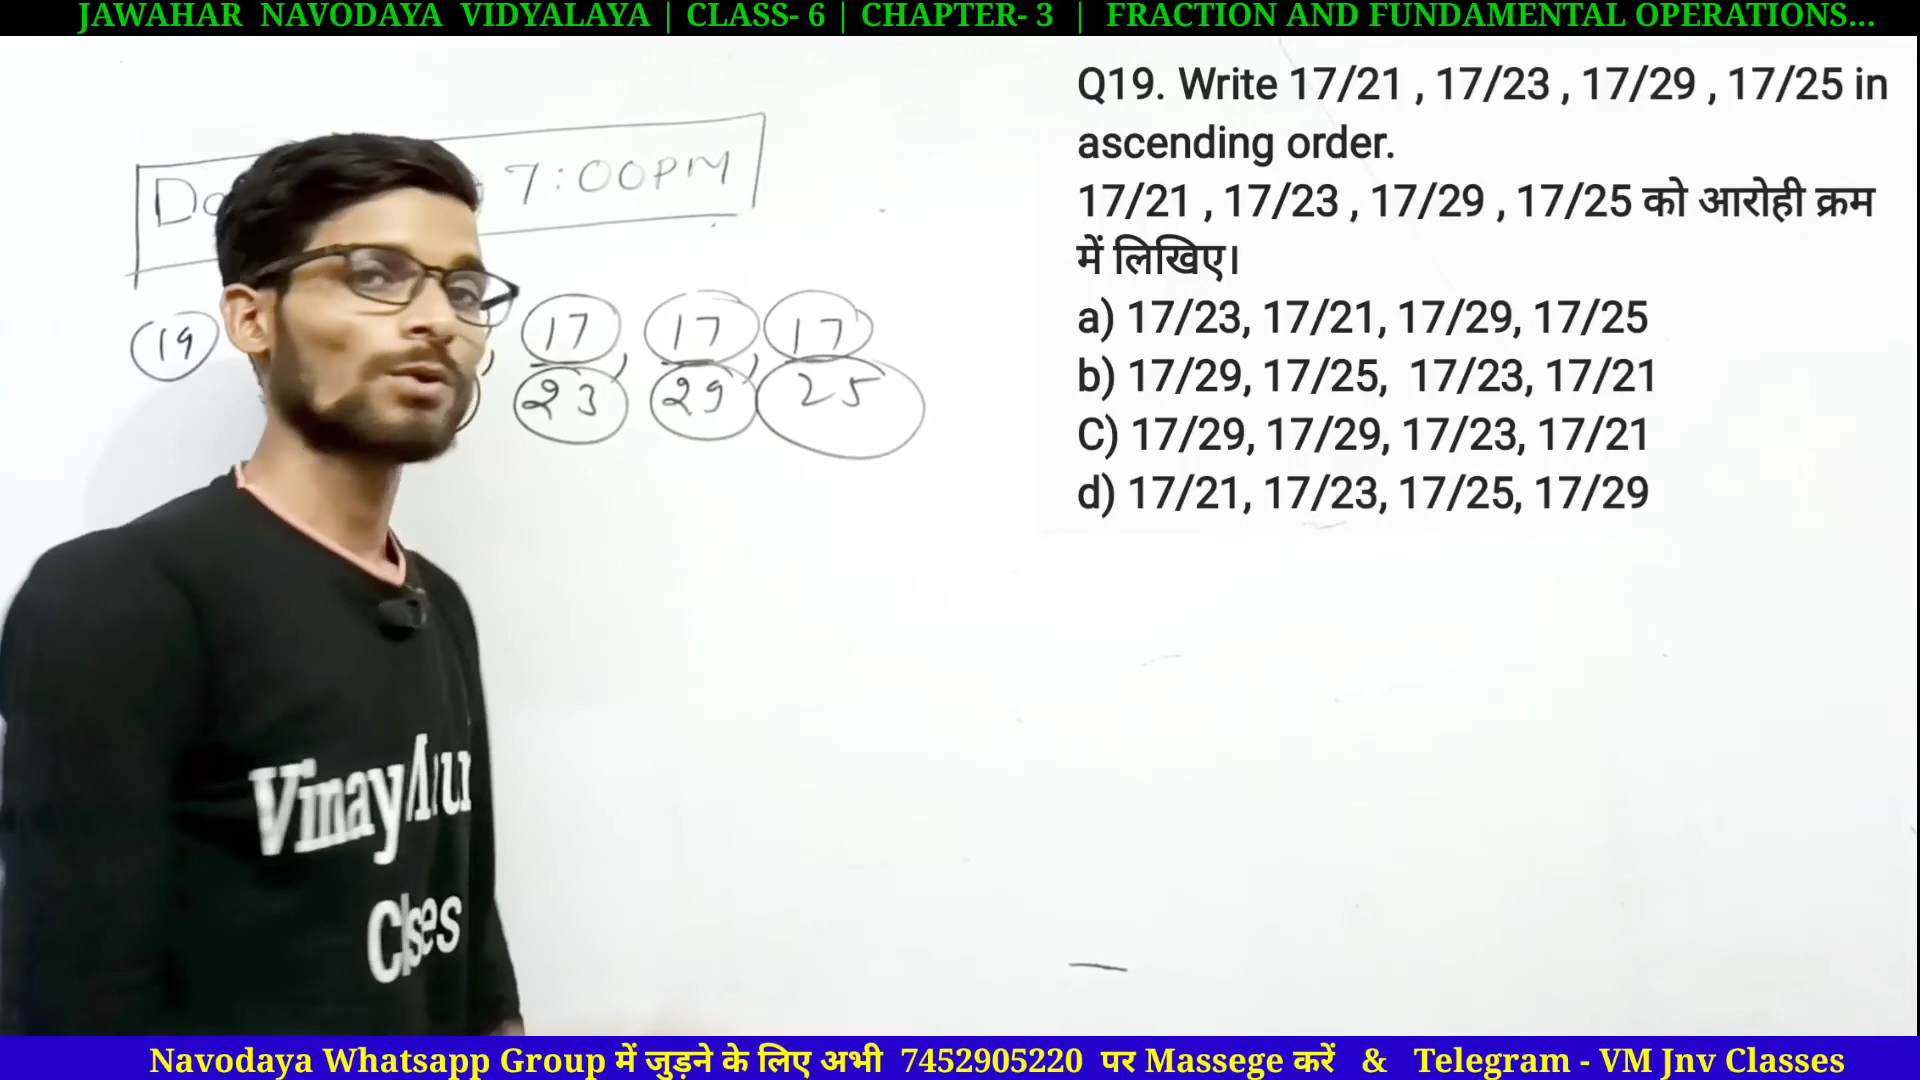 JAWAHAR NAVODAYA VIDYALAYA | CLASS- 6 | CHAPTER- 3 | FRACTION AND FUNDAMENTAL OPERATIONS...
Q19. Write 17/21 , 17/23 , 17/29 , 17/25 in
ascending order.
17/21 , 17/23 , 17/29 , 17/25 को आरोही क्रम
में लिखिए।
a) 17/23, 17/21, 17/29, 17/25
b) 17/29, 17/25, 17/23, 17/21
C) 17/29, 17/29, 17/23, 17/21
d) 17/21, 17/23, 17/25, 17/29
7:00PM
19
17 , 17 , 17
23 29 25
Vinay
Navodaya Whatsapp Group में जुड़ने के लिए अभी 7452905220 पर Massege करें & Telegram - VM Jnv Classes